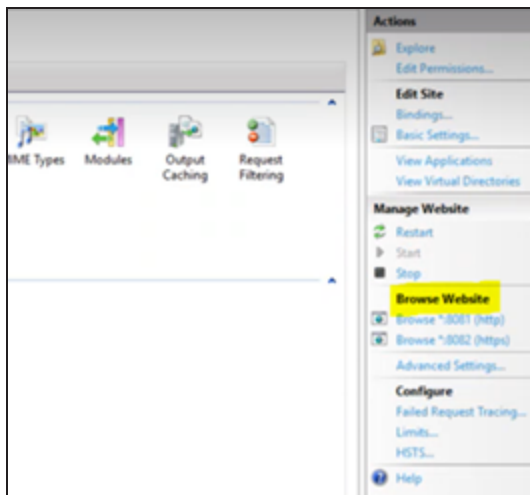 Actions
Explore
Edit Permissions...
Edit Site
Bindings...
Basic Settings...
View Applications
View Virtual Directories
Manage Website
Restart
Start
Stop
Browse Website
Browse *:8081 (http)
Browse *:8082 (https)
Advanced Settings...
Configure
Failed Request Tracing...
Limits...
HSTS...
Help
MIME Types
Modules
Output
Caching
Request
Filtering